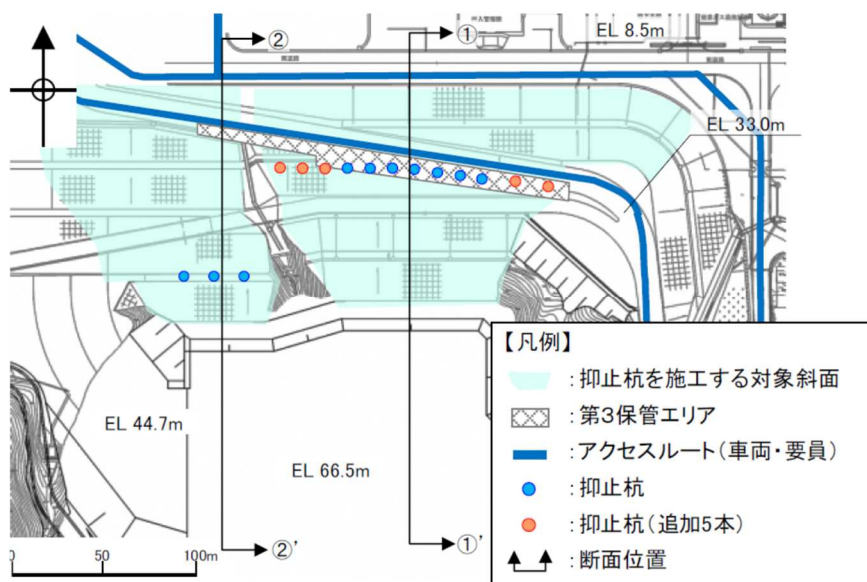 ②
①
EL 8.5m
EL 33.0m
EL 44.7m
EL 66.5m
②'
①'
0 50 100m
【凡例】
:抑止杭を施工する対象斜面
:第3保管エリア
:アクセスルート(車両・要員)
:抑止杭
:抑止杭(追加5本)
:断面位置